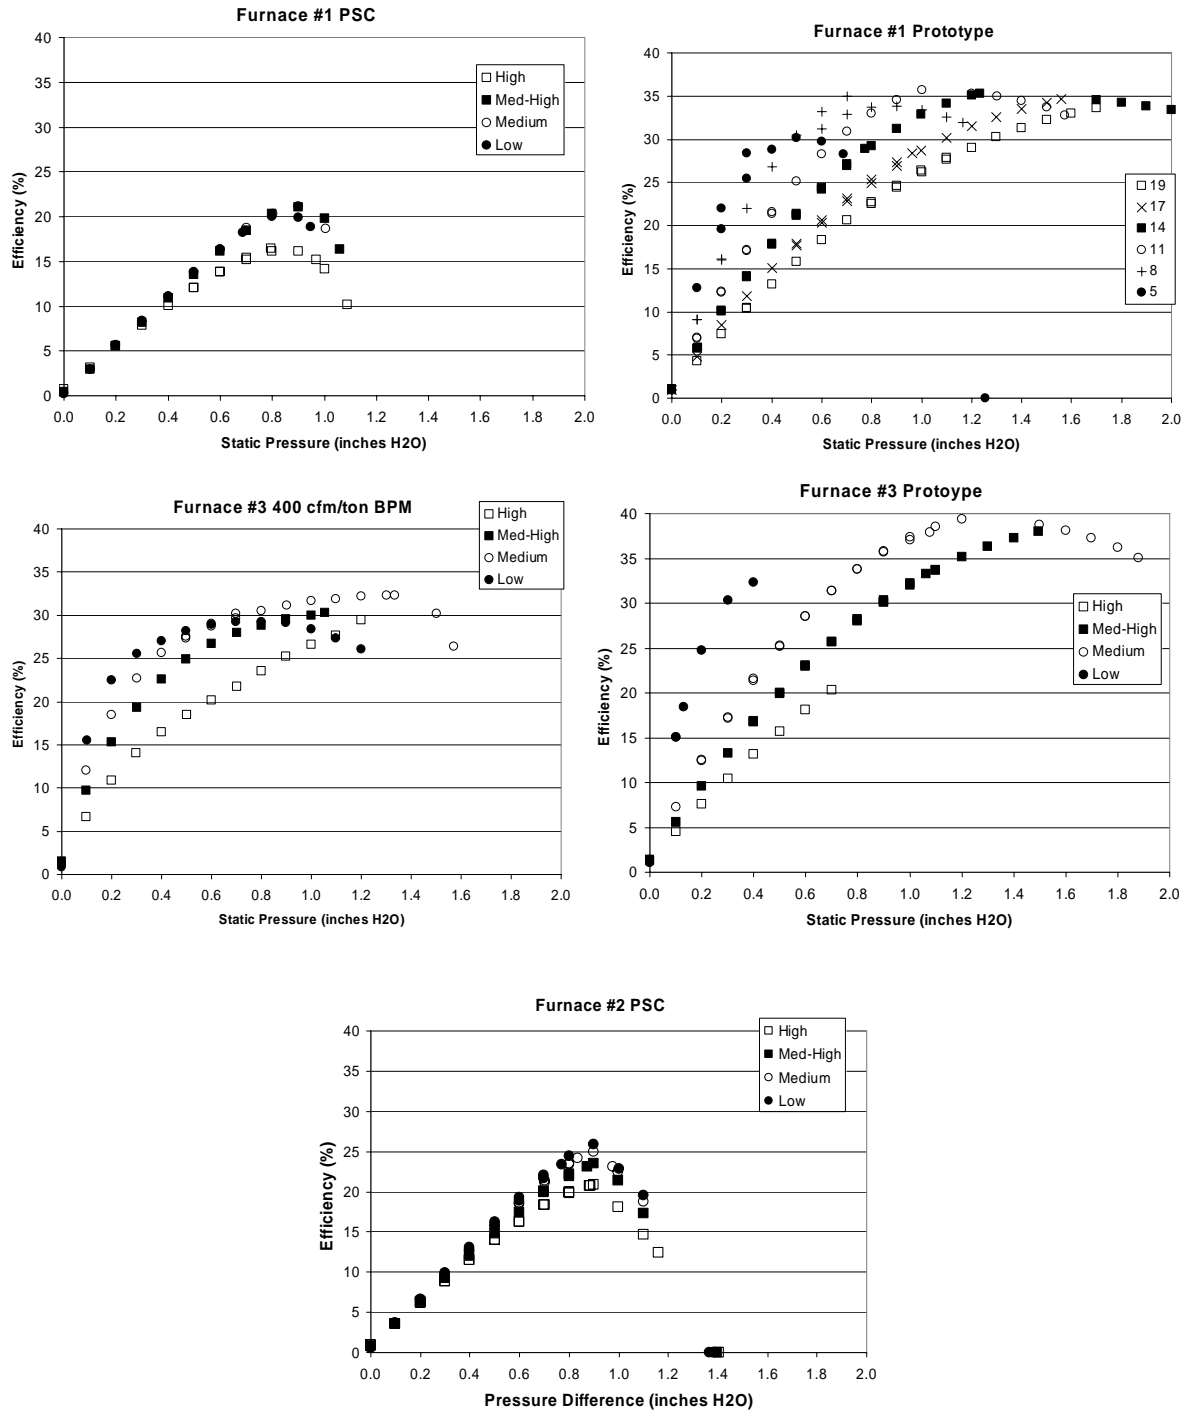 Furnace #1 PSC
Efficiency (%)
40
35
30
25
20
15
10
5
0
0.0 0.2 0.4 0.6 0.8 1.0 1.2 1.4 1.6 1.8 2.0
Static Pressure (inches H2O)
High
Med-High
Medium
Low
Furnace #1 Prototype
Efficiency (%)
40
35
30
25
20
15
10
5
0
0.0 0.2 0.4 0.6 0.8 1.0 1.2 1.4 1.6 1.8 2.0
Static Pressure (inches H2O)
19
17
14
11
8
5
Furnace #3 400 cfm/ton BPM
Efficiency (%)
40
35
30
25
20
15
10
5
0
0.0 0.2 0.4 0.6 0.8 1.0 1.2 1.4 1.6 1.8 2.0
Static Pressure (inches H2O)
High
Med-High
Medium
Low
Furnace #3 Protoype
Efficiency (%)
40
35
30
25
20
15
10
5
0
0.0 0.2 0.4 0.6 0.8 1.0 1.2 1.4 1.6 1.8 2.0
Static Pressure (inches H2O)
High
Med-High
Medium
Low
Furnace #2 PSC
Efficiency (%)
40
35
30
25
20
15
10
5
0
0.0 0.2 0.4 0.6 0.8 1.0 1.2 1.4 1.6 1.8 2.0
Pressure Difference (inches H2O)
High
Med-High
Medium
Low